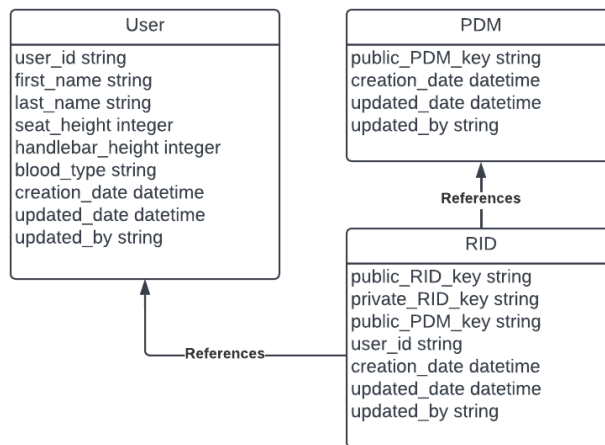 User
user_id string
first_name string
last_name string
seat_height integer
handlebar_height integer
blood_type string
creation_date datetime
updated_date datetime
updated_by string
PDM
public_PDM_key string
creation_date datetime
updated_date datetime
updated_by string
References
RID
public_RID_key string
private_RID_key string
public_PDM_key string
user_id string
creation_date datetime
updated_date datetime
updated_by string
References